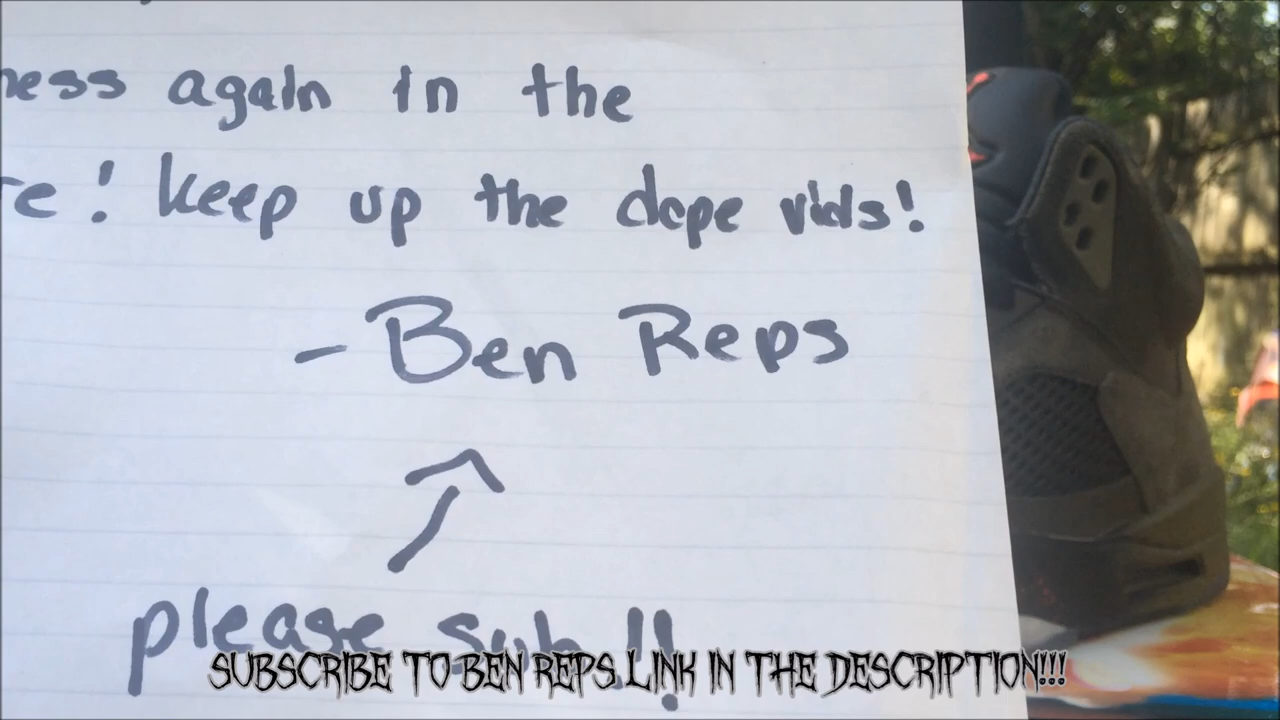 ness again in the
re! keep up the dope vids!
- Ben Reps
please sub!!
SUBSCRIBE TO BEN REPS LINK IN THE DESCRIPTION!!!